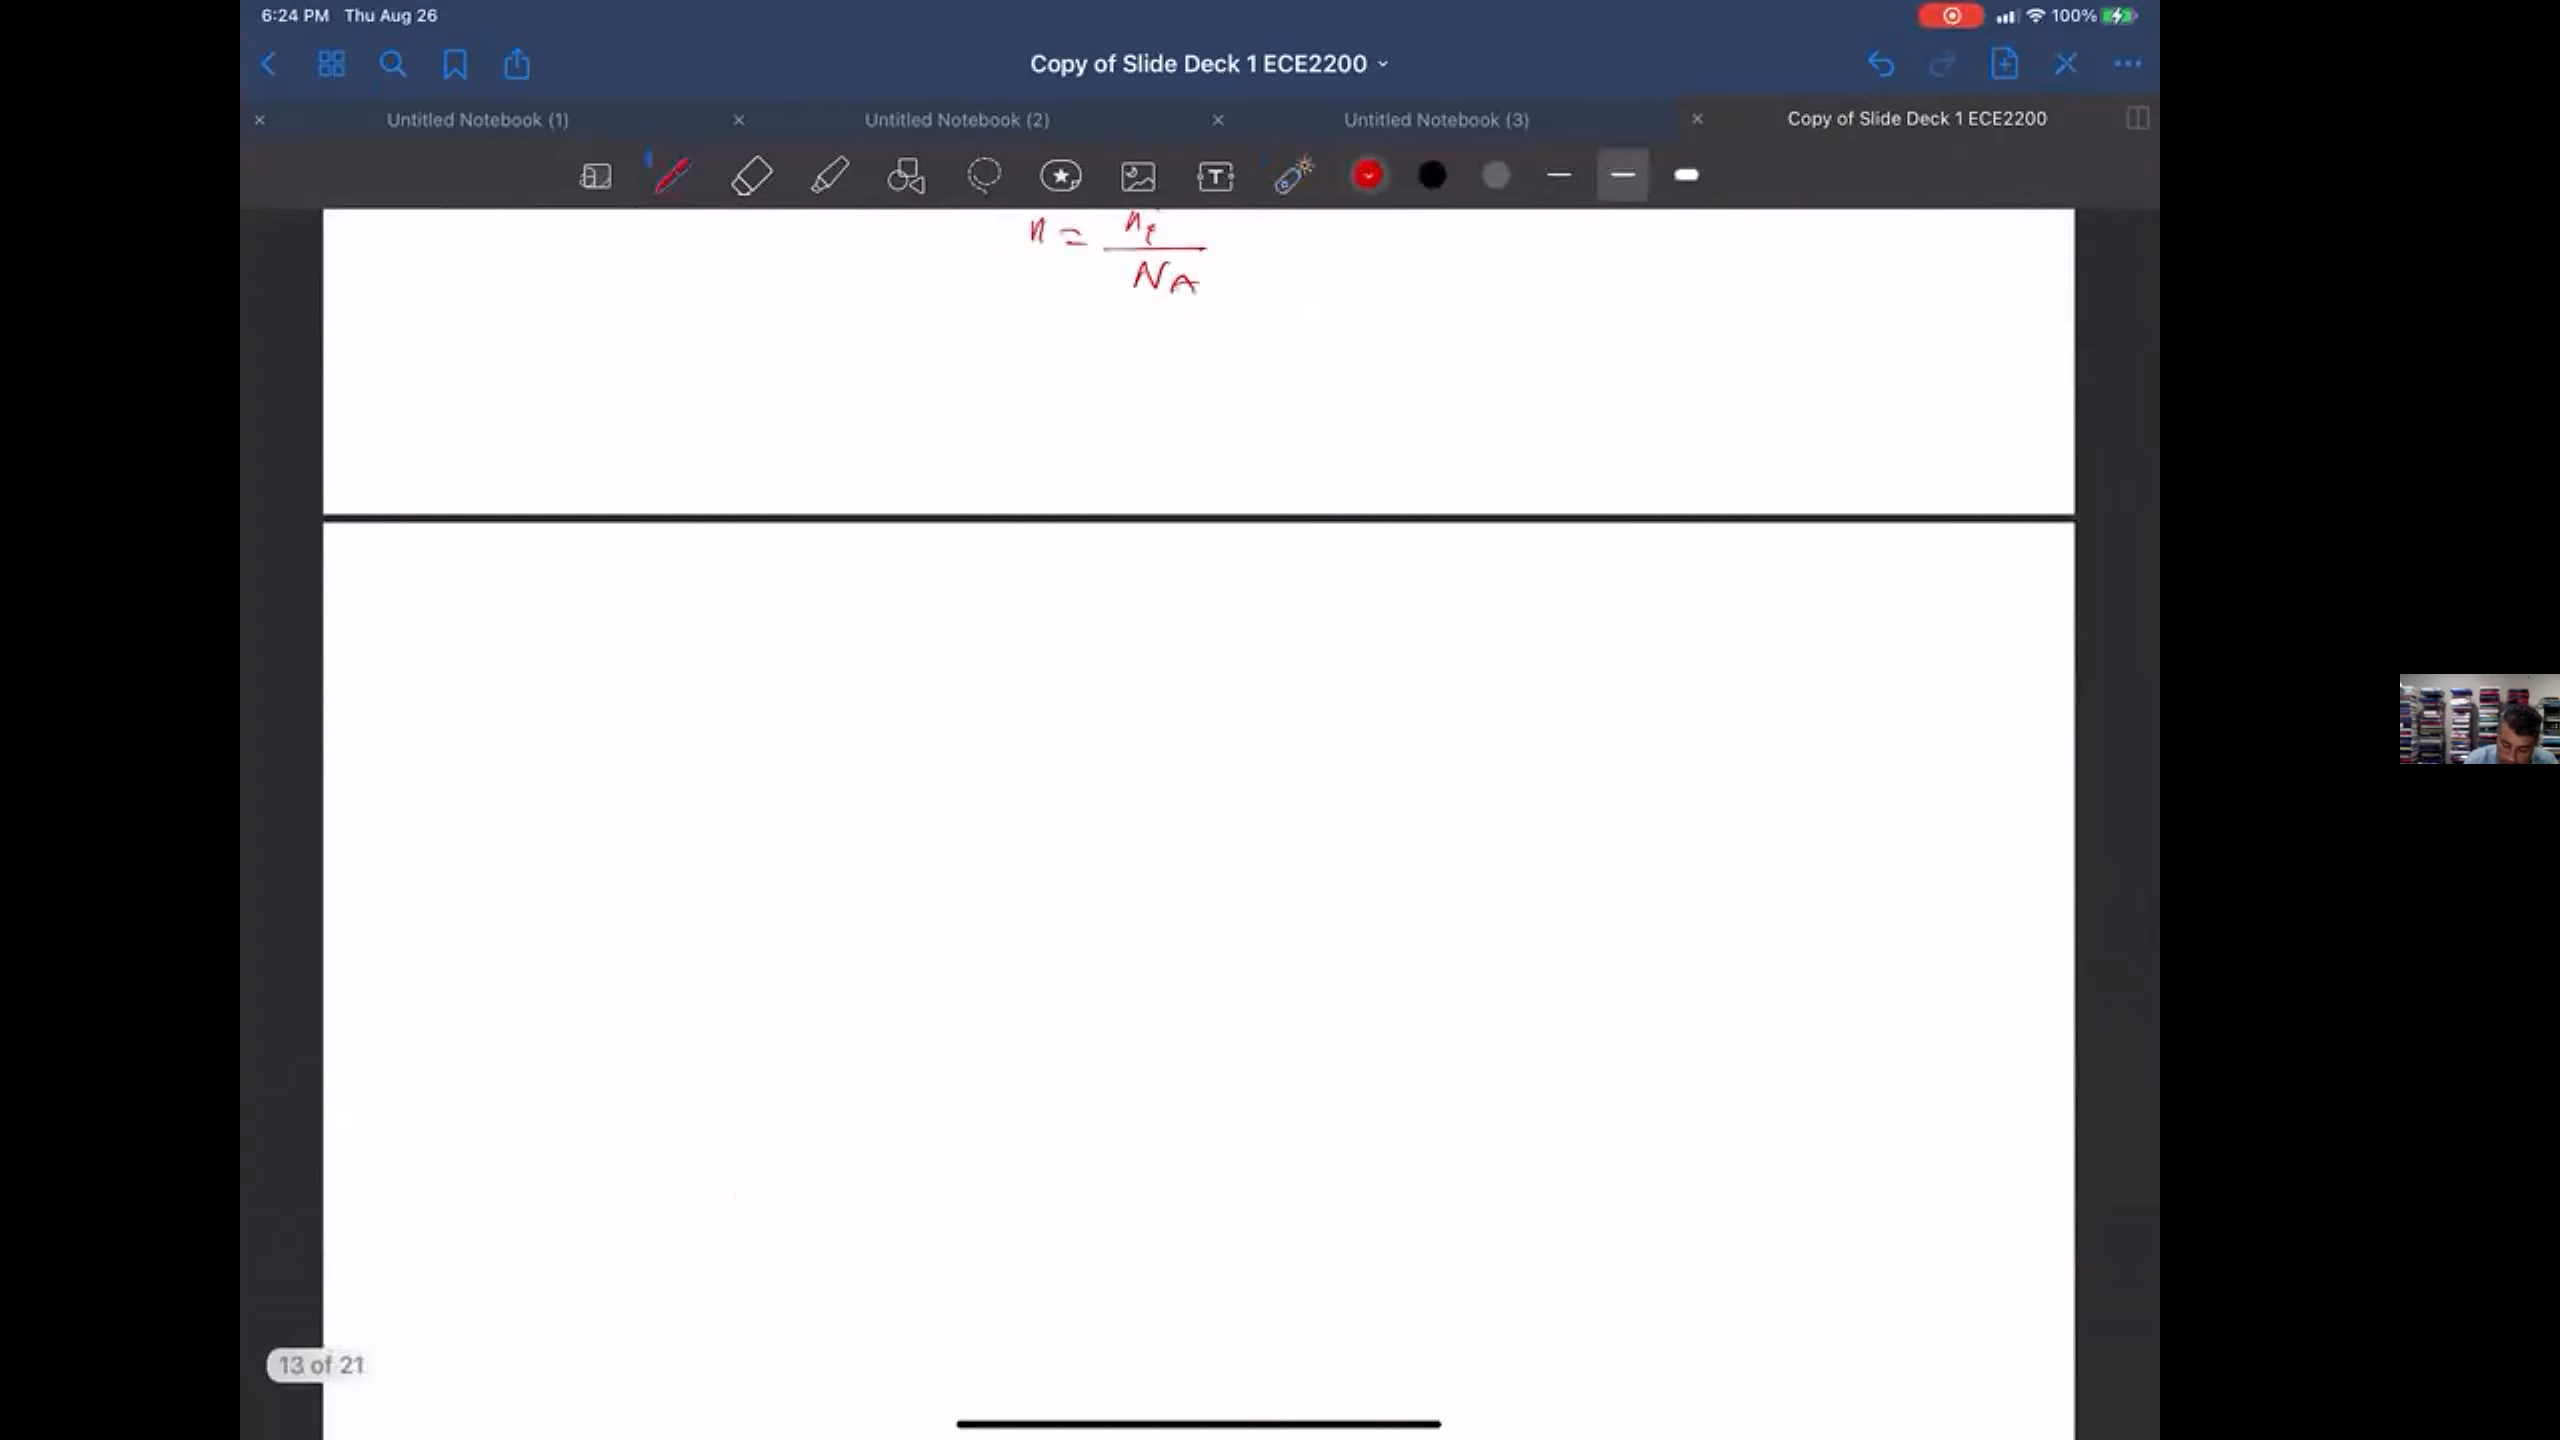 6:24 PM Thu Aug 26 100%
Copy of Slide Deck 1 ECE2200
Untitled Notebook (1) Untitled Notebook (2) Untitled Notebook (3) Copy of Slide Deck 1 ECE2200
n = ni
NA
13 of 21